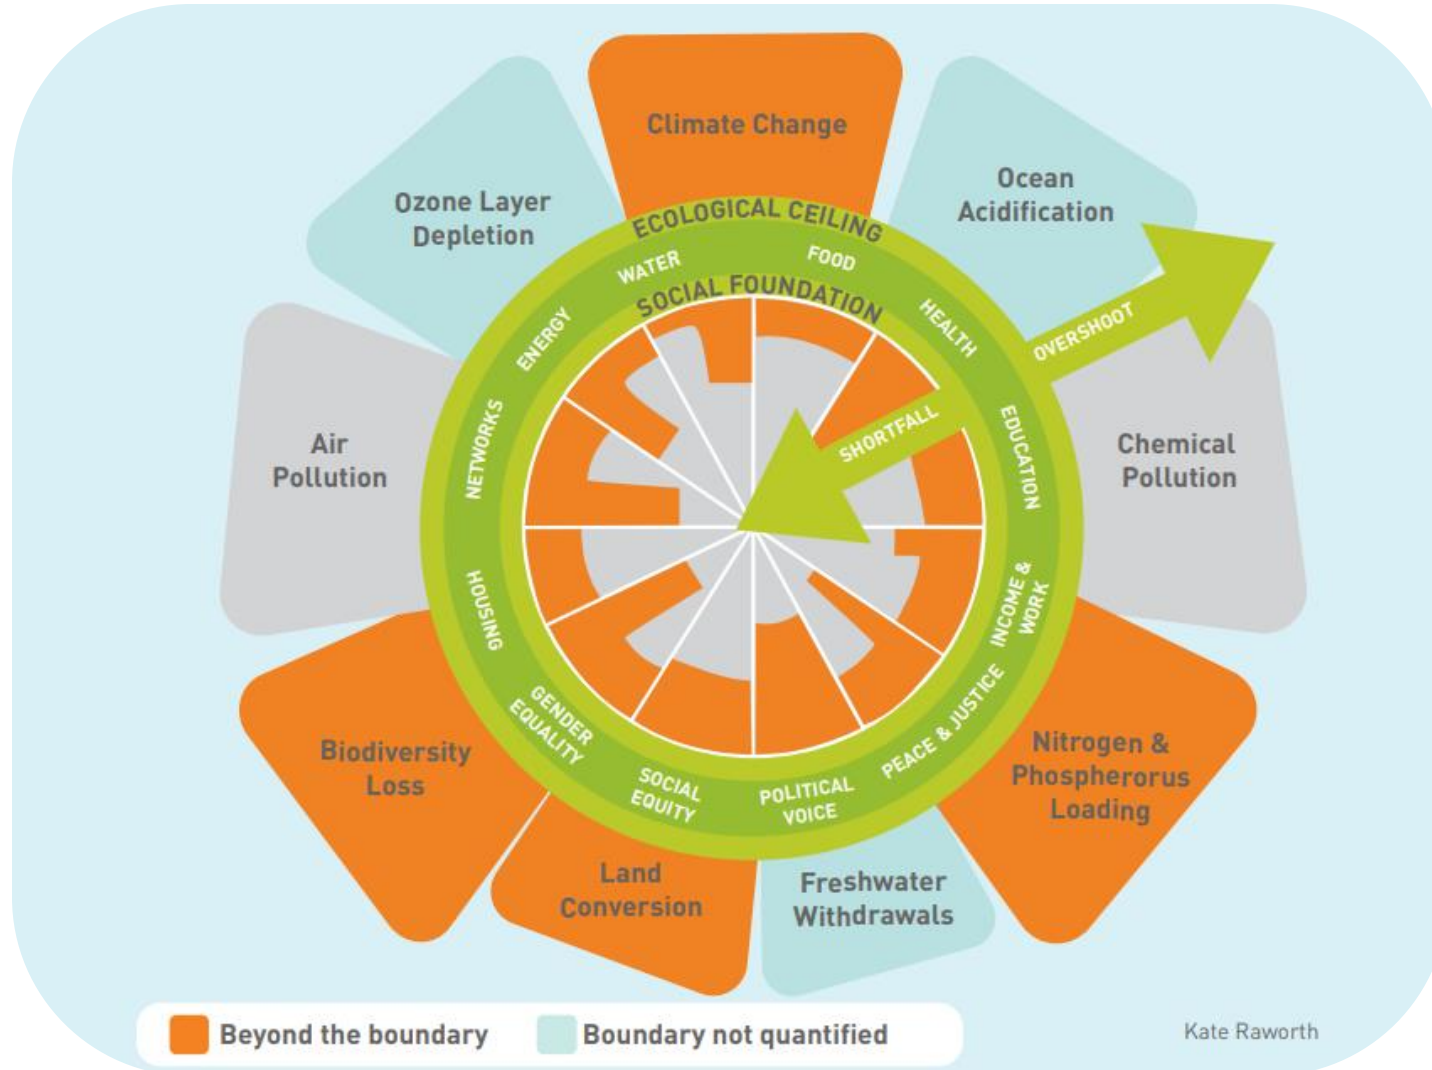 Climate Change
Ozone Layer
Depletion
Ocean
Acidification
ECOLOGICAL CEILING
WATER
FOOD
SOCIAL FOUNDATION
ENERGY
HEALTH
OVERSHOOT
SHORTFALL
NETWORKS
EDUCATION
Air
Pollution
Chemical
Pollution
HOUSING
INCOME &
WORK
GENDER
EQUALITY
PEACE & JUSTICE
SOCIAL
EQUITY
POLITICAL
VOICE
Biodiversity
Loss
Nitrogen &
Phospherorus
Loading
Land
Conversion
Freshwater
Withdrawals
Beyond the boundary
Boundary not quantified
Kate Raworth